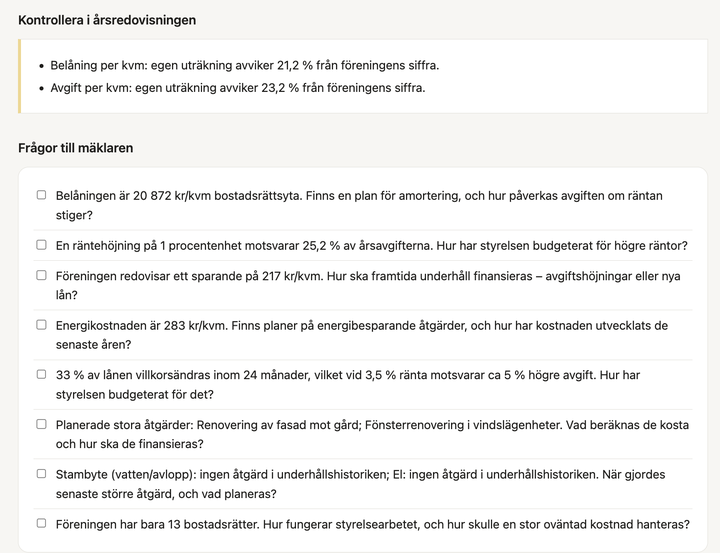 Kontrollera i årsredovisningen
• Belåning per kvm: egen uträkning avviker 21,2 % från föreningens siffra.
• Avgift per kvm: egen uträkning avviker 23,2 % från föreningens siffra.
Frågor till mäklaren
Belåningen är 20 872 kr/kvm bostadsrättsyta. Finns en plan för amortering, och hur påverkas avgiften om räntan
stiger?
En räntehöjning på 1 procentenhet motsvarar 25,2 % av årsavgifterna. Hur har styrelsen budgeterat för högre räntor?
Föreningen redovisar ett sparande på 217 kr/kvm. Hur ska framtida underhåll finansieras – avgiftshöjningar eller nya
lån?
Energikostnaden är 283 kr/kvm. Finns planer på energibesparande åtgärder, och hur har kostnaden utvecklats de
senaste åren?
33 % av lånen villkorsändras inom 24 månader, vilket vid 3,5 % ränta motsvarar ca 5 % högre avgift. Hur har
styrelsen budgeterat för det?
Planerade stora åtgärder: Renovering av fasad mot gård; Fönsterrenovering i vindslägenheter. Vad beräknas de kosta
och hur ska de finansieras?
Stambyte (vatten/avlopp): ingen åtgärd i underhållshistoriken; El: ingen åtgärd i underhållshistoriken. När gjordes
senaste större åtgärd, och vad planeras?
Föreningen har bara 13 bostadsrätter. Hur fungerar styrelsearbetet, och hur skulle en stor oväntad kostnad hanteras?